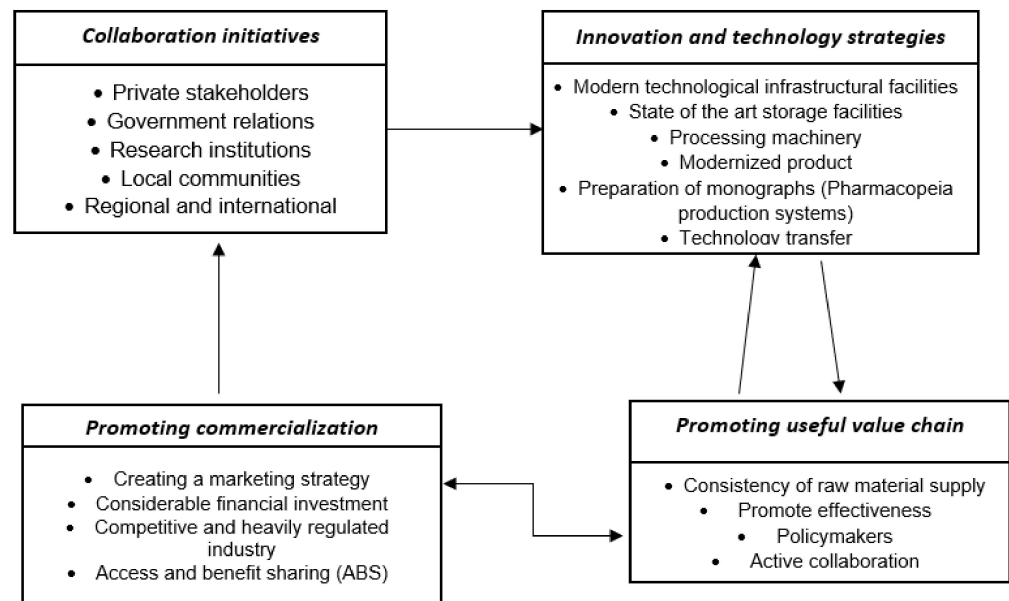 Collaboration initiatives
• Private stakeholders
• Government relations
• Research institutions
• Local communities
• Regional and international
Innovation and technology strategies
• Modern technological infrastructural facilities
• State of the art storage facilities
• Processing machinery
• Modernized product
• Preparation of monographs (Pharmacopeia
production systems)
• Technology transfer
Promoting commercialization
• Creating a marketing strategy
• Considerable financial investment
• Competitive and heavily regulated
industry
• Access and benefit sharing (ABS)
Promoting useful value chain
• Consistency of raw material supply
• Promote effectiveness
• Policymakers
• Active collaboration